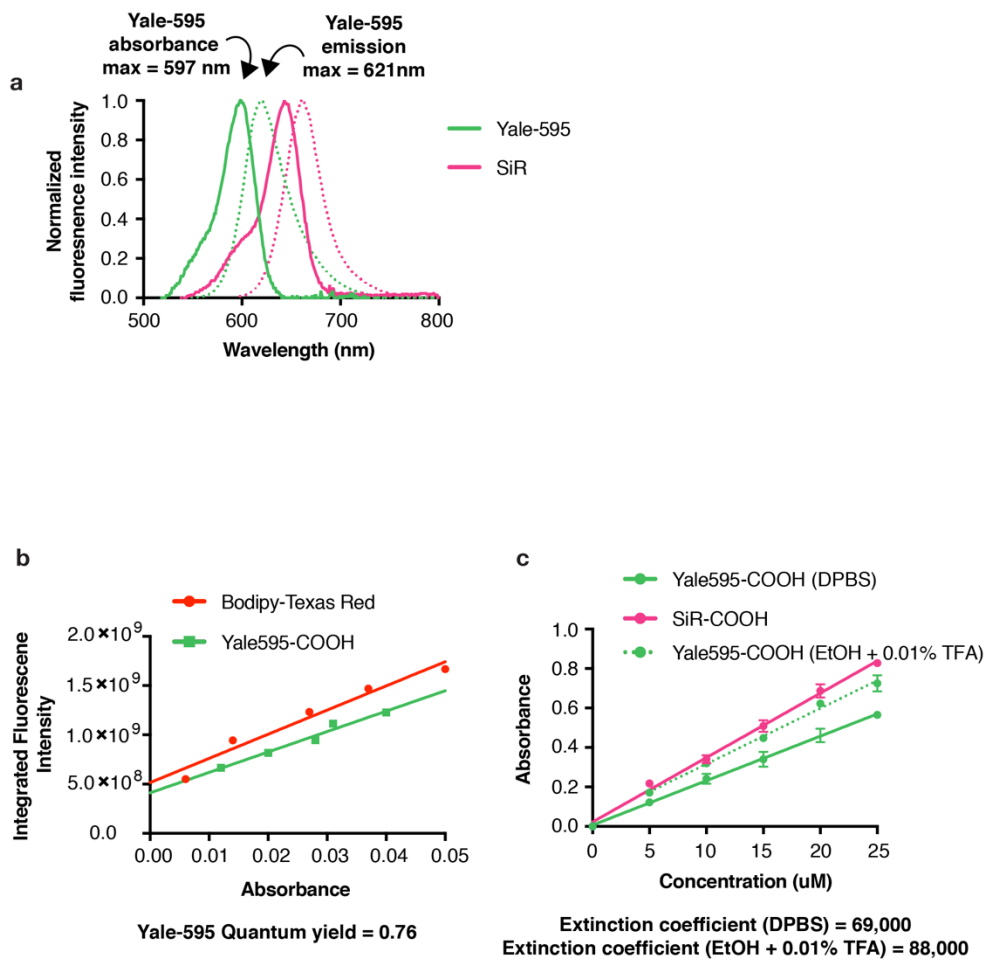 Yale-595
absorbance
max = 597 nm
Yale-595
emission
max = 621nm
a
Normalized
fluoresnence intensity
1.0
0.8
0.6
0.4
0.2
0.0
500
600
700
800
Wavelength (nm)
Yale-595
SiR
b
Bodipy-Texas Red
Yale595-COOH
Integrated Fluorescene
Intensity
2.0×10⁹
1.5×10⁹
1.0×10⁹
5.0×10⁸
0.0
0.00
0.01
0.02
0.03
0.04
0.05
Absorbance
Yale-595 Quantum yield = 0.76
c
Yale595-COOH (DPBS)
SiR-COOH
Yale595-COOH (EtOH + 0.01% TFA)
Absorbance
1.0
0.8
0.6
0.4
0.2
0.0
0
5
10
15
20
25
Concentration (uM)
Extinction coefficient (DPBS) = 69,000
Extinction coefficient (EtOH + 0.01% TFA) = 88,000